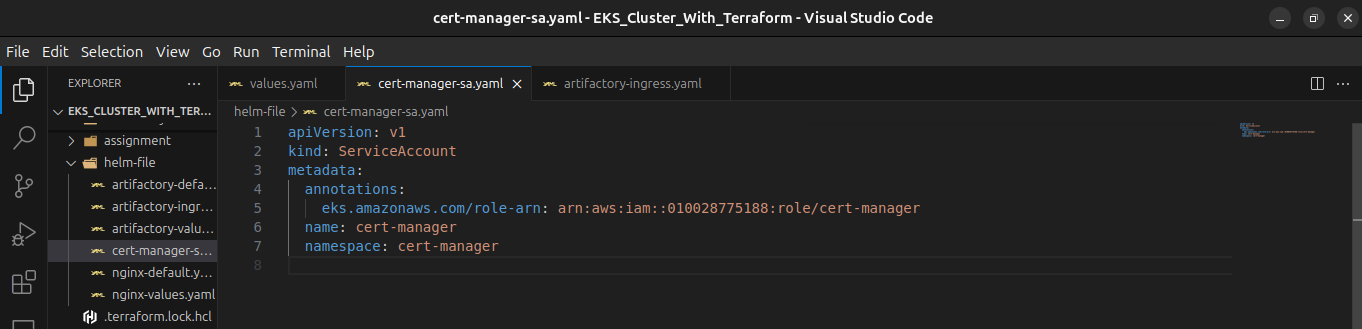 cert-manager-sa.yaml - EKS_Cluster_With_Terraform - Visual Studio Code
File Edit Selection View Go Run Terminal Help
EXPLORER
values.yaml cert-manager-sa.yaml artifactory-ingress.yaml
EKS_CLUSTER_WITH_TER...
helm-file > cert-manager-sa.yaml
assignment
helm-file
artifactory-defa...
artifactory-ingr...
artifactory-valu...
cert-manager-s...
nginx-default.y...
nginx-values.yaml
.terraform.lock.hcl
1 apiVersion: v1
2 kind: ServiceAccount
3 metadata:
4 annotations:
5 eks.amazonaws.com/role-arn: arn:aws:iam::010028775188:role/cert-manager
6 name: cert-manager
7 namespace: cert-manager
8